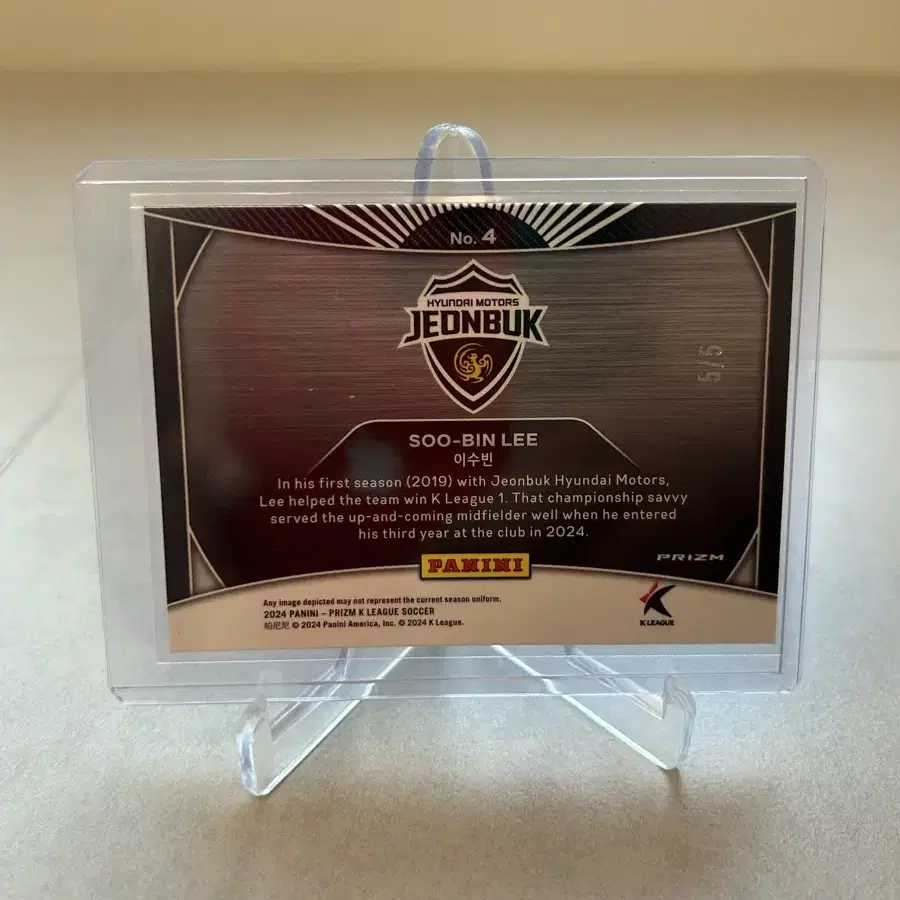 No. 4
HYUNDAI MOTORS
JEONBUK
5/5
SOO-BIN LEE
이수빈
In his first season (2019) with Jeonbuk Hyundai Motors,
Lee helped the team win K League 1. That championship savvy
served the up-and-coming midfielder well when he entered
his third year at the club in 2024.
PRIZM
PANINI
Any image depicted may not represent the current season uniform.
2024 PANINI – PRIZM K LEAGUE SOCCER
帕尼尼 © 2024 Panini America, Inc. © 2024 K League.
K LEAGUE